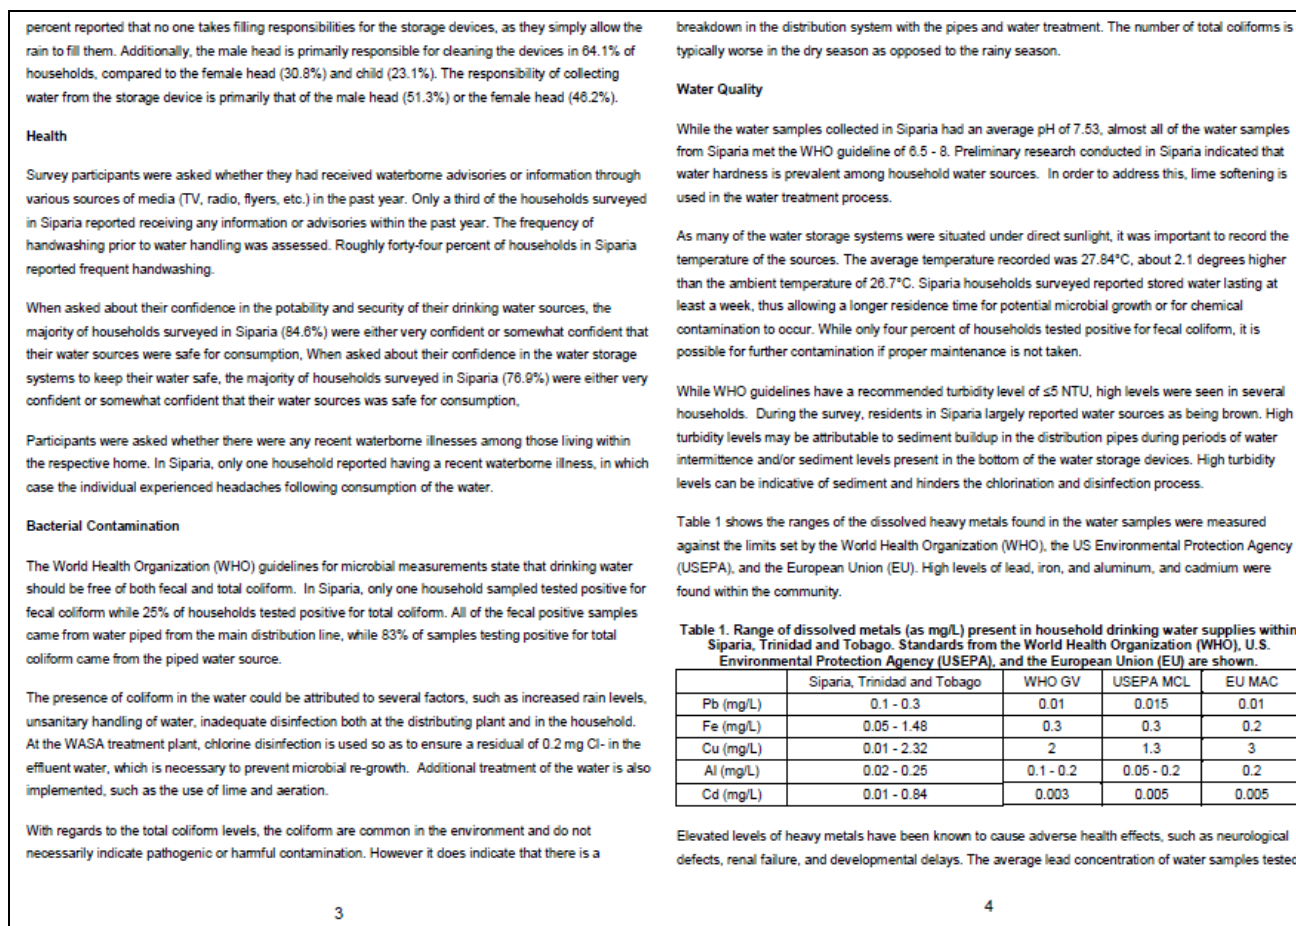 percent reported that no one takes filling responsibilities for the storage devices, as they simply allow the
rain to fill them. Additionally, the male head is primarily responsible for cleaning the devices in 64.1% of
households, compared to the female head (30.8%) and child (23.1%). The responsibility of collecting
water from the storage device is primarily that of the male head (51.3%) or the female head (46.2%).
Health
Survey participants were asked whether they had received waterborne advisories or information through
various sources of media (TV, radio, flyers, etc.) in the past year. Only a third of the households surveyed
in Siparia reported receiving any information or advisories within the past year. The frequency of
handwashing prior to water handling was assessed. Roughly forty-four percent of households in Siparia
reported frequent handwashing.
When asked about their confidence in the potability and security of their drinking water sources, the
majority of households surveyed in Siparia (84.6%) were either very confident or somewhat confident that
their water sources were safe for consumption. When asked about their confidence in the water storage
systems to keep their water safe, the majority of households surveyed in Siparia (76.9%) were either very
confident or somewhat confident that their water sources was safe for consumption.
Participants were asked whether there were any recent waterborne illnesses among those living within
the respective home. In Siparia, only one household reported having a recent waterborne illness, in which
case the individual experienced headaches following consumption of the water.
Bacterial Contamination
The World Health Organization (WHO) guidelines for microbial measurements state that drinking water
should be free of both fecal and total coliform. In Siparia, only one household sampled tested positive for
fecal coliform while 25% of households tested positive for total coliform. All of the fecal positive samples
came from water piped from the main distribution line, while 83% of samples testing positive for total
coliform came from the piped water source.
The presence of coliform in the water could be attributed to several factors, such as increased rain levels,
unsanitary handling of water, inadequate disinfection both at the distributing plant and in the household.
At the WASA treatment plant, chlorine disinfection is used so as to ensure a residual of 0.2 mg Cl- in the
effluent water, which is necessary to prevent microbial re-growth. Additional treatment of the water is also
implemented, such as the use of lime and aeration.
With regards to the total coliform levels, the coliform are common in the environment and do not
necessarily indicate pathogenic or harmful contamination. However it does indicate that there is a
3
breakdown in the distribution system with the pipes and water treatment. The number of total coliforms is
typically worse in the dry season as opposed to the rainy season.
Water Quality
While the water samples collected in Siparia had an average pH of 7.53, almost all of the water samples
from Siparia met the WHO guideline of 6.5 - 8. Preliminary research conducted in Siparia indicated that
water hardness is prevalent among household water sources. In order to address this, lime softening is
used in the water treatment process.
As many of the water storage systems were situated under direct sunlight, it was important to record the
temperature of the sources. The average temperature recorded was 27.84°C, about 2.1 degrees higher
than the ambient temperature of 26.7°C. Siparia households surveyed reported stored water lasting at
least a week, thus allowing a longer residence time for potential microbial growth or for chemical
contamination to occur. While only four percent of households tested positive for fecal coliform, it is
possible for further contamination if proper maintenance is not taken.
While WHO guidelines have a recommended turbidity level of ≤5 NTU, high levels were seen in several
households. During the survey, residents in Siparia largely reported water sources as being brown. High
turbidity levels may be attributable to sediment buildup in the distribution pipes during periods of water
intermittence and/or sediment levels present in the bottom of the water storage devices. High turbidity
levels can be indicative of sediment and hinders the chlorination and disinfection process.
Table 1 shows the ranges of the dissolved heavy metals found in the water samples were measured
against the limits set by the World Health Organization (WHO), the US Environmental Protection Agency
(USEPA), and the European Union (EU). High levels of lead, iron, and aluminum, and cadmium were
found within the community.
Table 1. Range of dissolved metals (as mg/L) present in household drinking water supplies within
Siparia, Trinidad and Tobago. Standards from the World Health Organization (WHO), U.S.
Environmental Protection Agency (USEPA), and the European Union (EU) are shown.
Siparia, Trinidad and Tobago WHO GV USEPA MCL EU MAC
Pb (mg/L) 0.1 - 0.3 0.01 0.015 0.01
Fe (mg/L) 0.05 - 1.48 0.3 0.3 0.2
Cu (mg/L) 0.01 - 2.32 2 1.3 3
Al (mg/L) 0.02 - 0.25 0.1 - 0.2 0.05 - 0.2 0.2
Cd (mg/L) 0.01 - 0.84 0.003 0.005 0.005
Elevated levels of heavy metals have been known to cause adverse health effects, such as neurological
defects, renal failure, and developmental delays. The average lead concentration of water samples tested
4